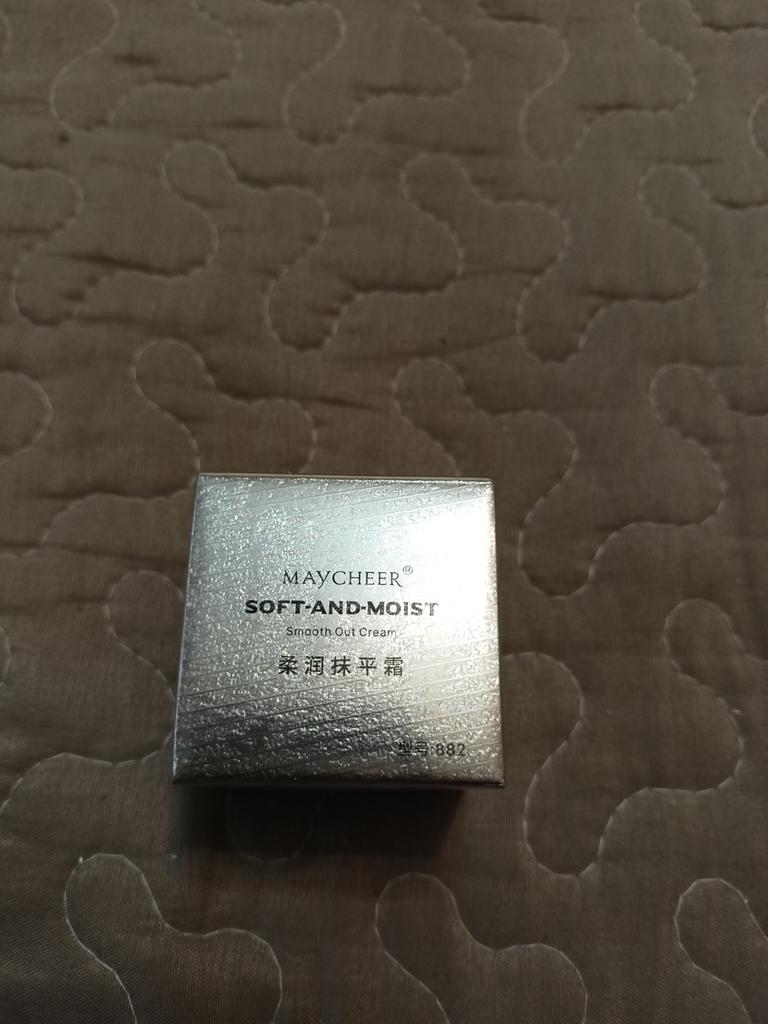 MAYCHEER®
SOFT-AND-MOIST
Smooth Out Cream
柔润抹平霜
型号:882